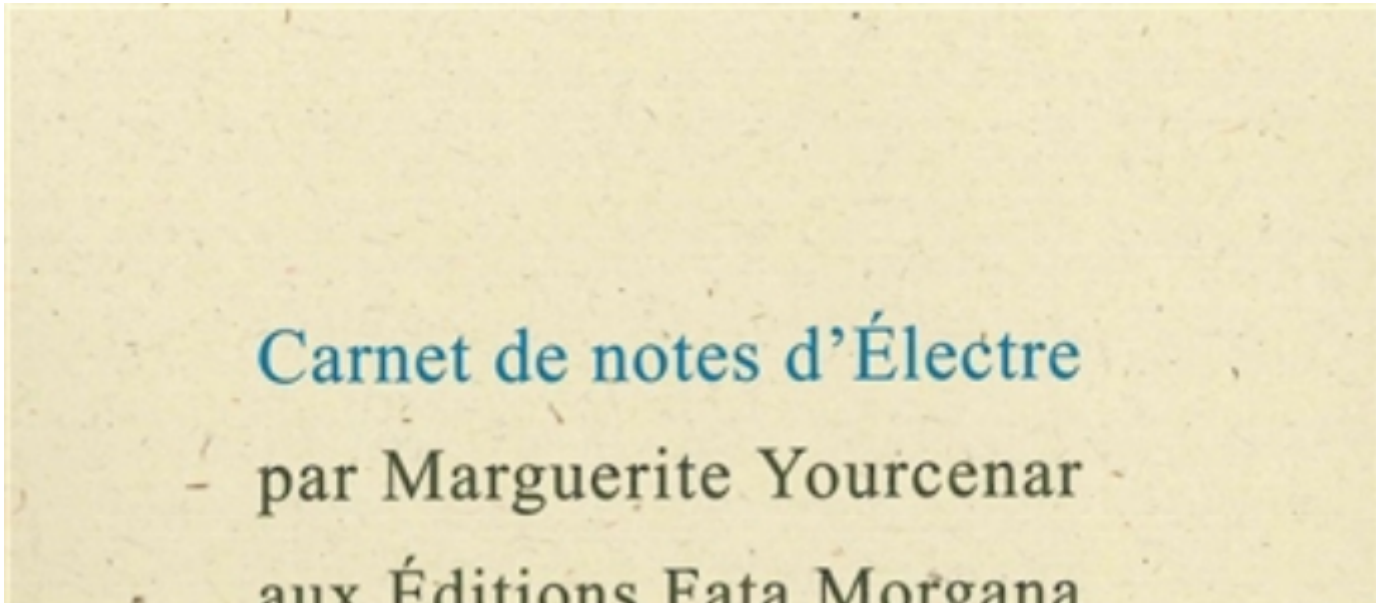 Carnet de notes d’Électre
par Marguerite Yourcenar
aux Éditions Fata Morgana